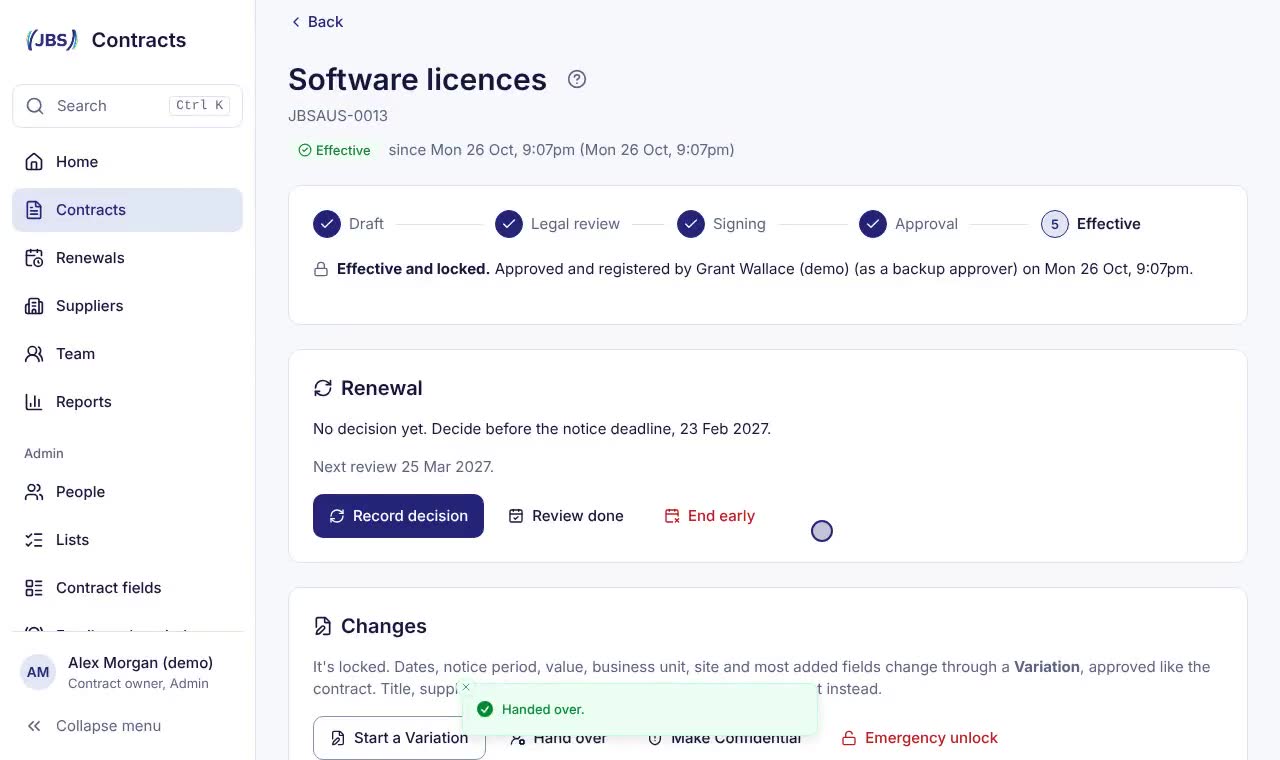 Back
JBS Contracts
Software licences
Search Ctrl K
JBSAUS-0013
Effective since Mon 26 Oct, 9:07pm (Mon 26 Oct, 9:07pm)
Home
Contracts
Renewals
Suppliers
Team
Reports
Admin
People
Lists
Contract fields
AM Alex Morgan (demo)
Contract owner, Admin
Collapse menu
Draft Legal review Signing Approval 5 Effective
Effective and locked. Approved and registered by Grant Wallace (demo) (as a backup approver) on Mon 26 Oct, 9:07pm.
Renewal
No decision yet. Decide before the notice deadline, 23 Feb 2027.
Next review 25 Mar 2027.
Record decision Review done End early
Changes
It's locked. Dates, notice period, value, business unit, site and most added fields change through a Variation, approved like the
contract. Title, instead.
Handed over.
Start a Variation Hand over Make Confidential Emergency unlock